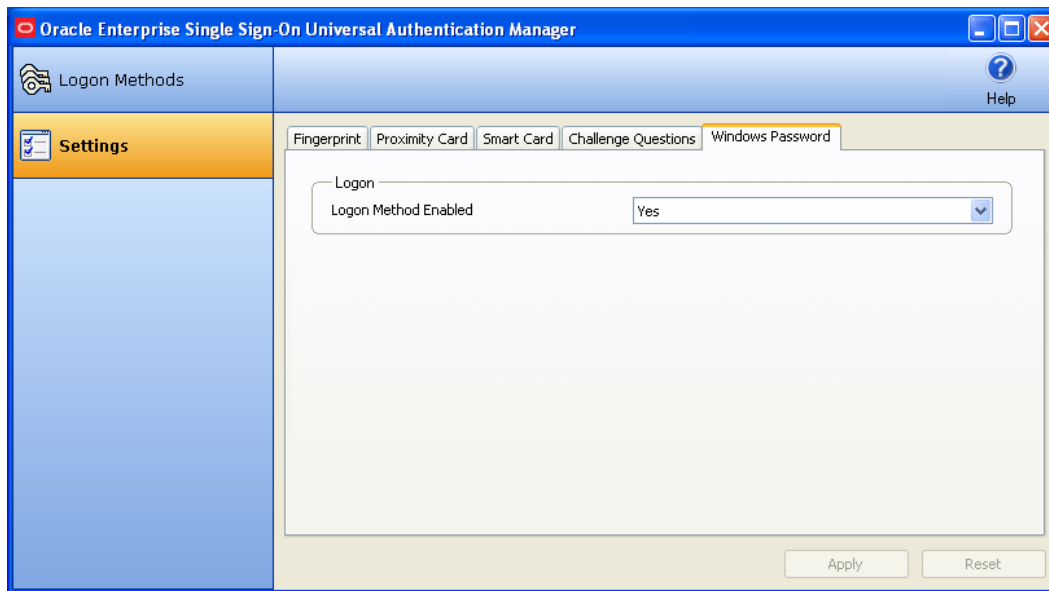 Oracle Enterprise Single Sign-On Universal Authentication Manager
Logon Methods
Help
Settings
Fingerprint Proximity Card Smart Card Challenge Questions Windows Password
Logon
Logon Method Enabled Yes
Apply Reset